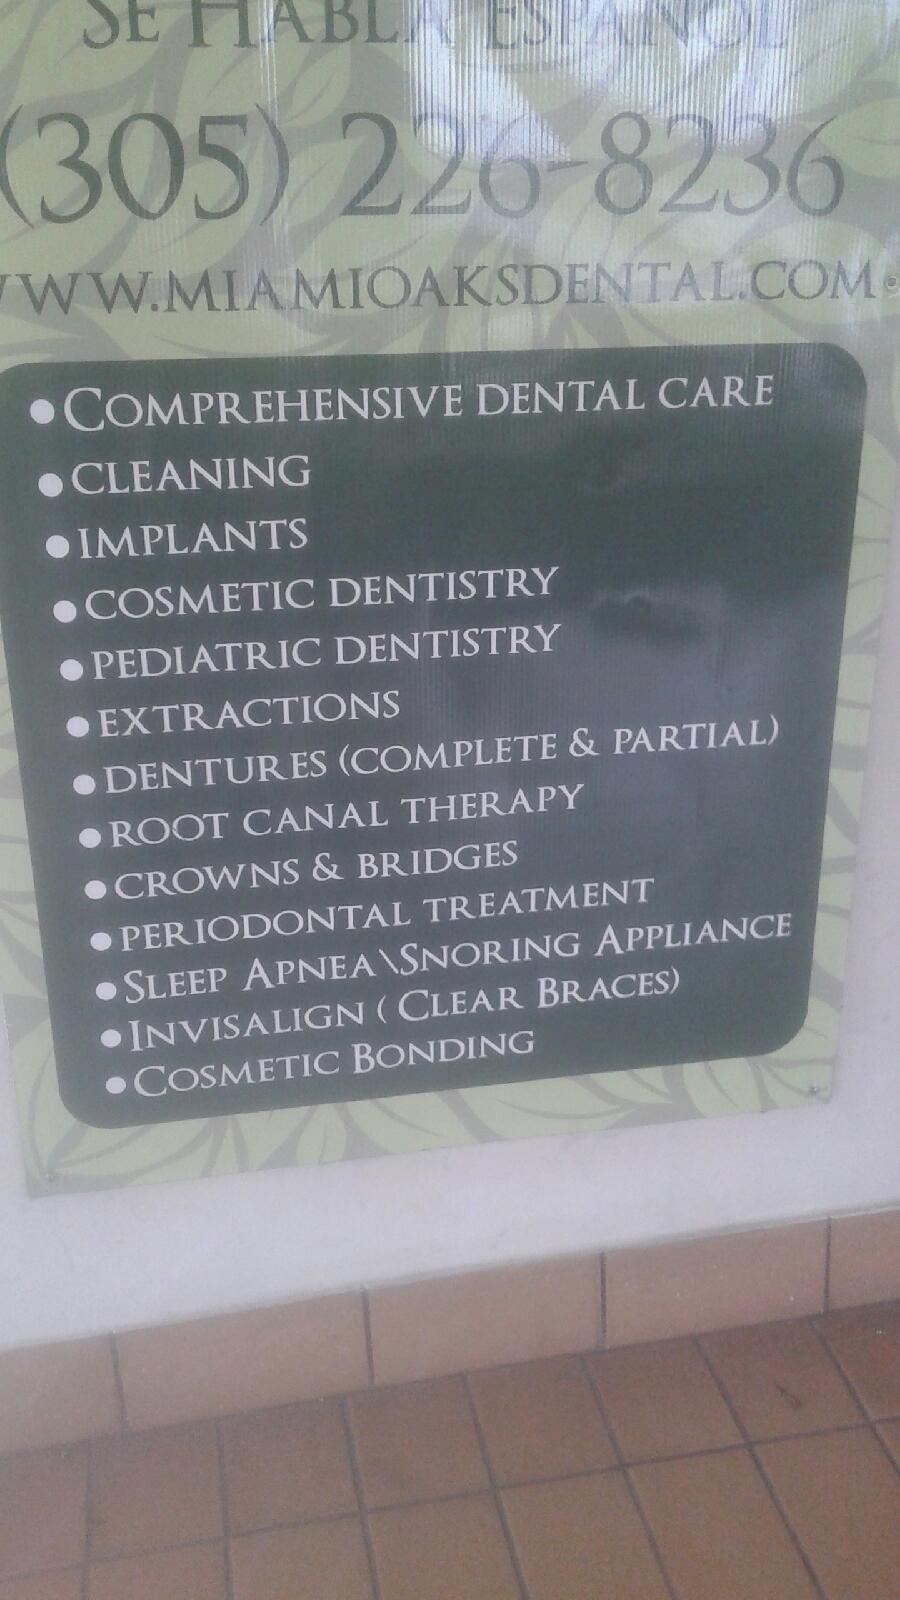 SE HABLA ESPAÑOL
(305) 226-8236
WWW.MIAMIOAKSDENTAL.COM
• COMPREHENSIVE DENTAL CARE
• CLEANING
• IMPLANTS
• COSMETIC DENTISTRY
• PEDIATRIC DENTISTRY
• EXTRACTIONS
• DENTURES (COMPLETE & PARTIAL)
• ROOT CANAL THERAPY
• CROWNS & BRIDGES
• PERIODONTAL TREATMENT
• SLEEP APNEA\SNORING APPLIANCE
• INVISALIGN ( CLEAR BRACES)
• COSMETIC BONDING